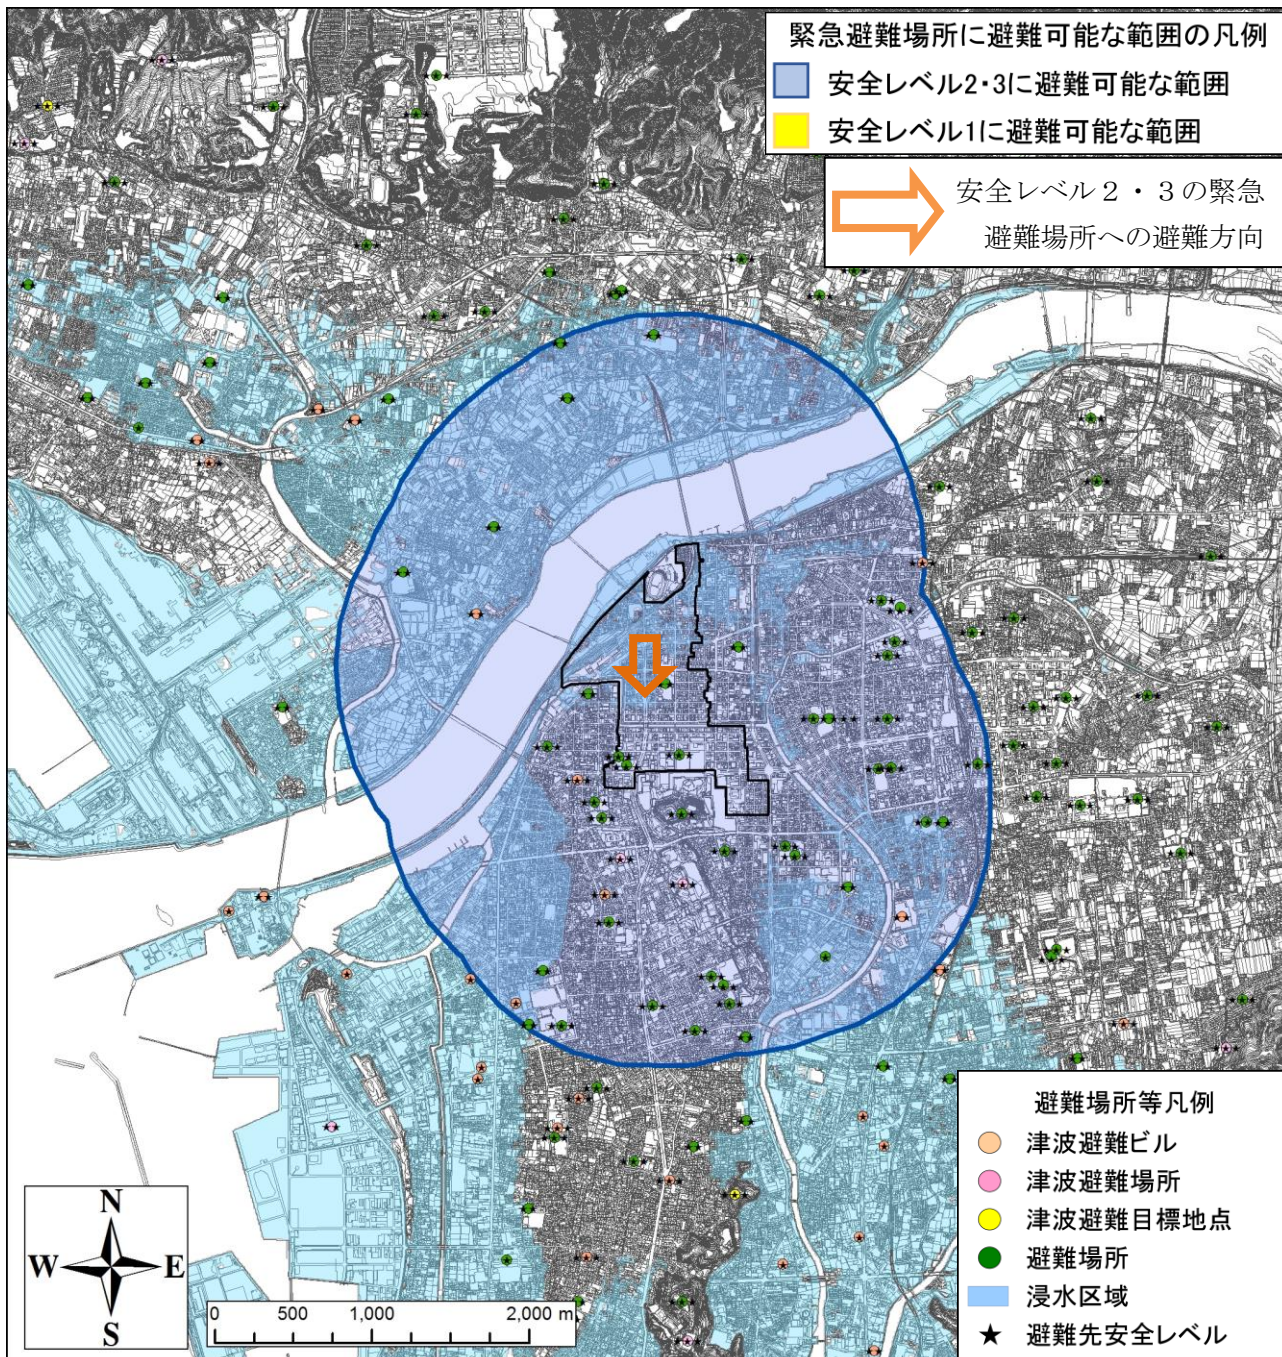 緊急避難場所に避難可能な範囲の凡例
安全レベル2・3に避難可能な範囲
安全レベル1に避難可能な範囲
安全レベル２・３の緊急
避難場所への避難方向
避難場所等凡例
津波避難ビル
津波避難場所
津波避難目標地点
避難場所
浸水区域
避難先安全レベル
N
W
E
S
0 500 1,000 2,000 m